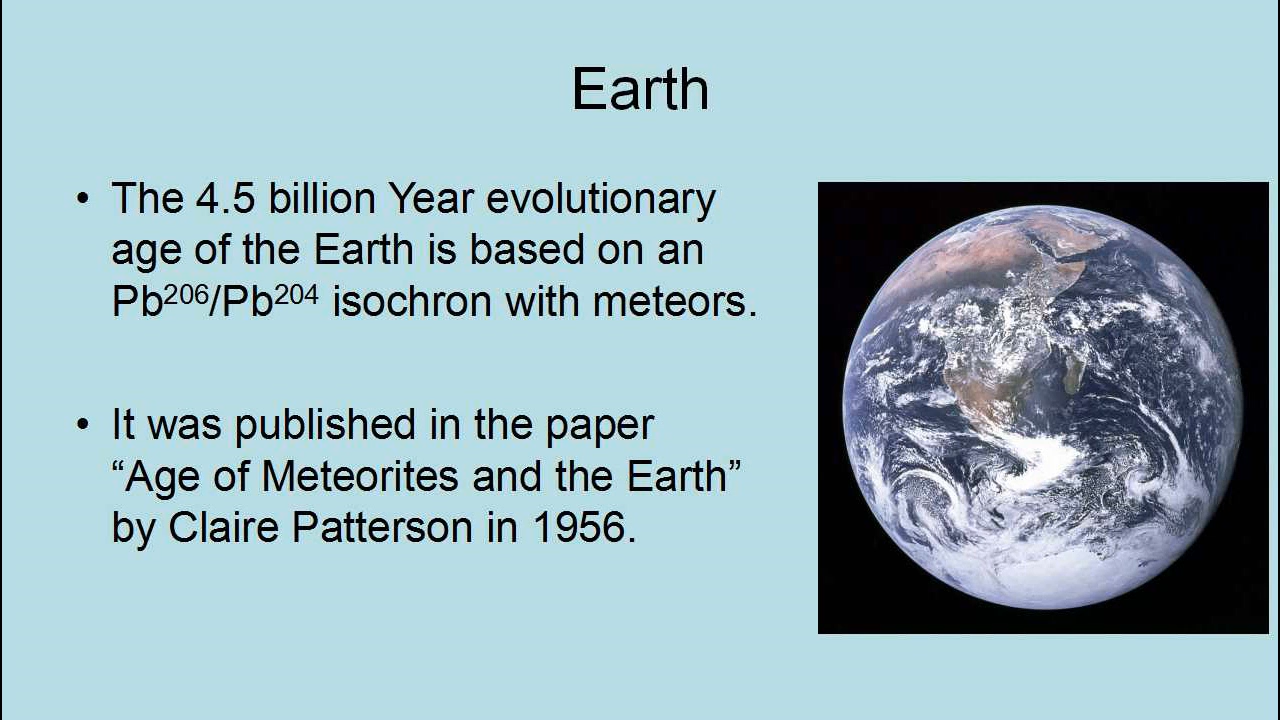 Earth
• The 4.5 billion Year evolutionary
age of the Earth is based on an
Pb²⁰⁶/Pb²⁰⁴ isochron with meteors.
• It was published in the paper
“Age of Meteorites and the Earth”
by Claire Patterson in 1956.